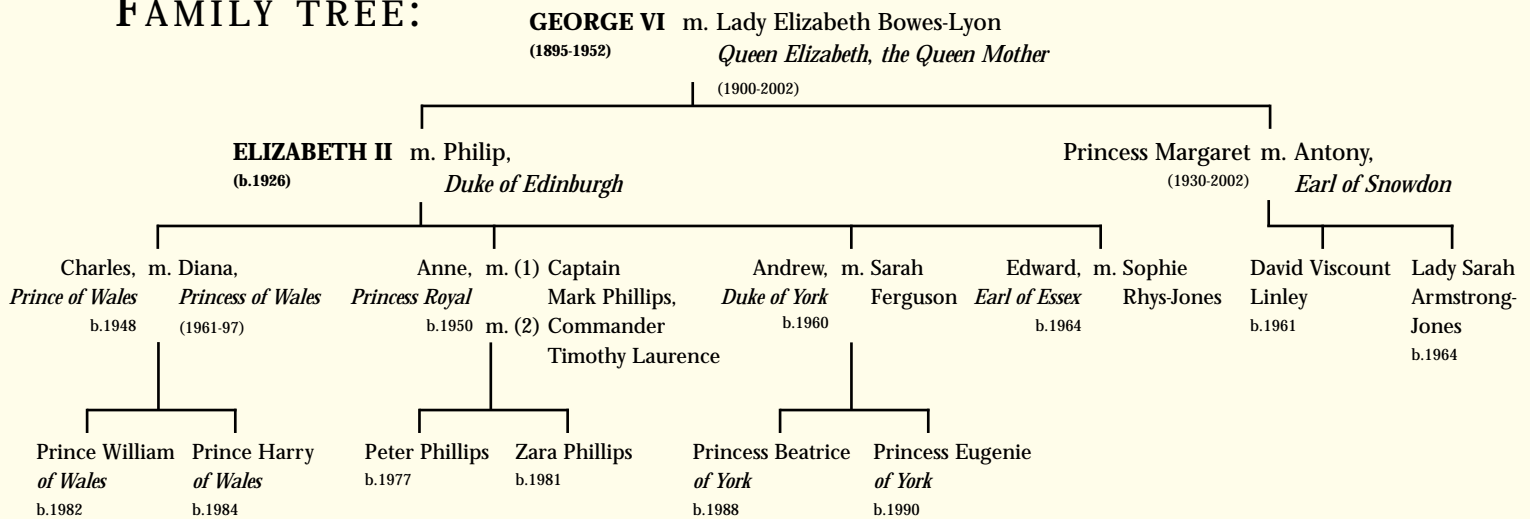 FAMILY TREE:
GEORGE VI m. Lady Elizabeth Bowes-Lyon
(1895-1952) Queen Elizabeth, the Queen Mother
(1900-2002)
ELIZABETH II m. Philip,
(b.1926) Duke of Edinburgh
Princess Margaret m. Antony,
(1930-2002) Earl of Snowdon
Charles, m. Diana,
Prince of Wales Princess of Wales
b.1948 (1961-97)
Anne, m. (1) Captain
Princess Royal Mark Phillips,
b.1950 m. (2) Commander
Timothy Laurence
Andrew, m. Sarah
Duke of York Ferguson
b.1960
Edward, m. Sophie
Earl of Essex Rhys-Jones
b.1964
David Viscount
Linley
b.1961
Lady Sarah
Armstrong-
Jones
b.1964
Prince William
of Wales
b.1982
Prince Harry
of Wales
b.1984
Peter Phillips
b.1977
Zara Phillips
b.1981
Princess Beatrice
of York
b.1988
Princess Eugenie
of York
b.1990